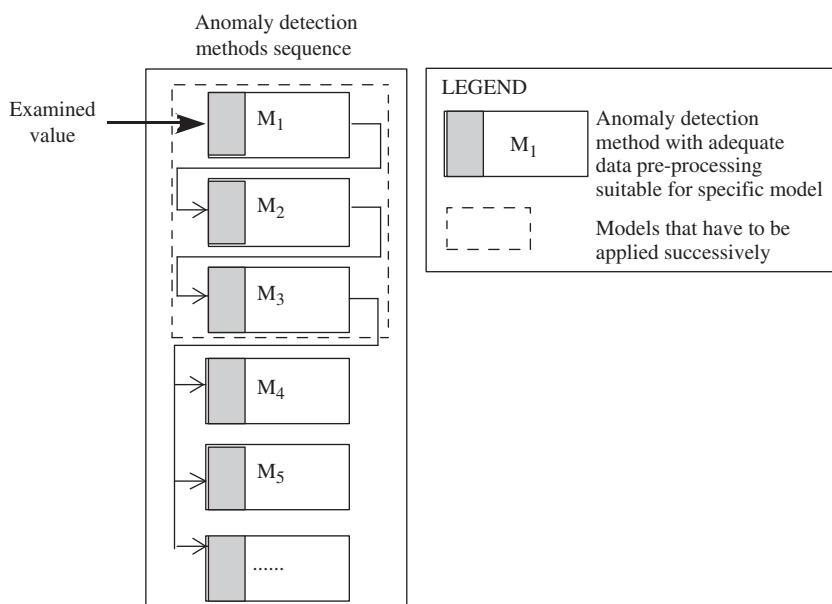 Anomaly detection
methods sequence
Examined
value
M1
M2
M3
M4
M5
......
LEGEND
M1
Anomaly detection
method with adequate
data pre-processing
suitable for specific model
Models that have to be
applied successively